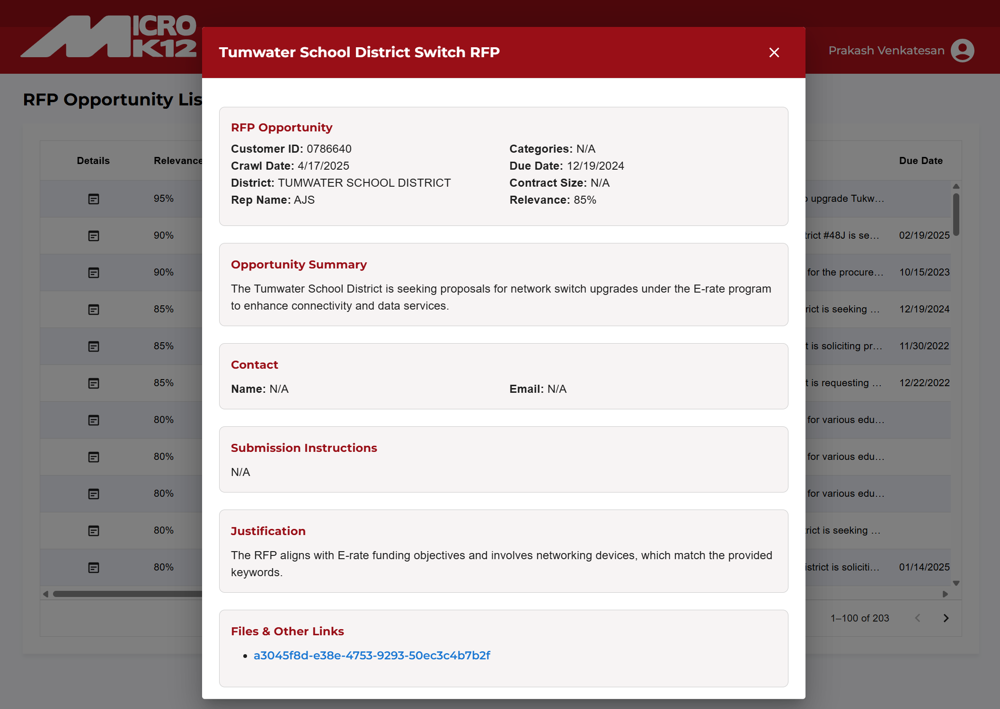 MICRO
K12
Prakash Venkatesan
Tumwater School District Switch RFP
RFP Opportunity Lis
Details
Relevance
Due Date
95%
o upgrade Tukw...
90%
trict #48J is se...
02/19/2025
90%
for the procure...
10/15/2023
85%
rict is seeking ...
12/19/2024
85%
t is soliciting pr...
11/30/2022
85%
t is requesting ...
12/22/2022
80%
for various edu...
80%
for various edu...
80%
for various edu...
80%
trict is seeking ...
80%
istrict is soliciti...
01/14/2025
1–100 of 203
RFP Opportunity
Customer ID: 0786640
Categories: N/A
Crawl Date: 4/17/2025
Due Date: 12/19/2024
District: TUMWATER SCHOOL DISTRICT
Contract Size: N/A
Rep Name: AJS
Relevance: 85%
Opportunity Summary
The Tumwater School District is seeking proposals for network switch upgrades under the E-rate program
to enhance connectivity and data services.
Contact
Name: N/A
Email: N/A
Submission Instructions
N/A
Justification
The RFP aligns with E-rate funding objectives and involves networking devices, which match the provided
keywords.
Files & Other Links
a3045f8d-e38e-4753-9293-50ec3c4b7b2f